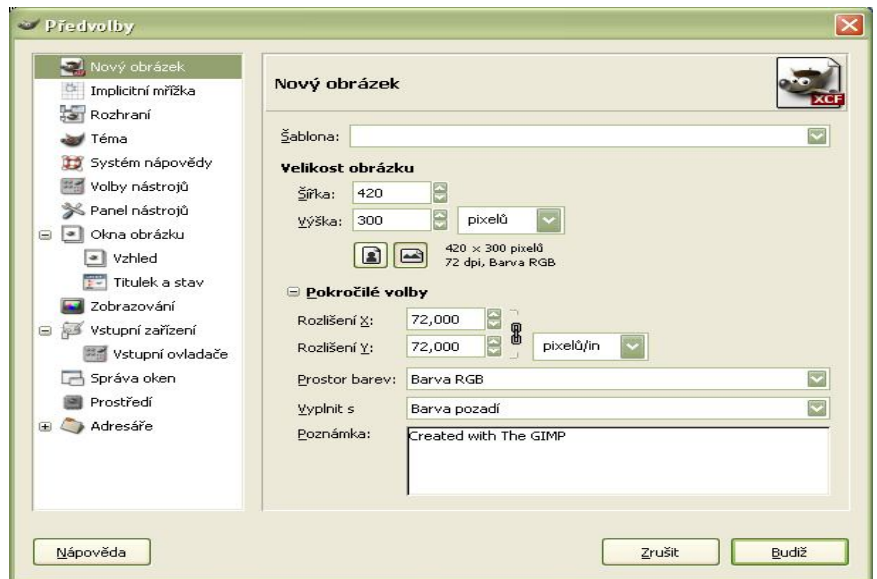 Předvolby
Nový obrázek
Implicitní mřížka
Rozhraní
Téma
Systém nápovědy
Volby nástrojů
Panel nástrojů
Okna obrázku
Vzhled
Titulek a stav
Zobrazování
Vstupní zařízení
Vstupní ovladače
Správa oken
Prostředí
Adresáře
Nový obrázek
XCF
Šablona:
Velikost obrázku
Šířka: 420
Výška: 300 pixelů
420 × 300 pixelů
72 dpi, Barva RGB
Pokročilé volby
Rozlišení X: 72,000
Rozlišení Y: 72,000 pixelů/in
Prostor barev: Barva RGB
Vyplnit s Barva pozadí
Poznámka: Created with The GIMP
Nápověda Zrušit Budiž